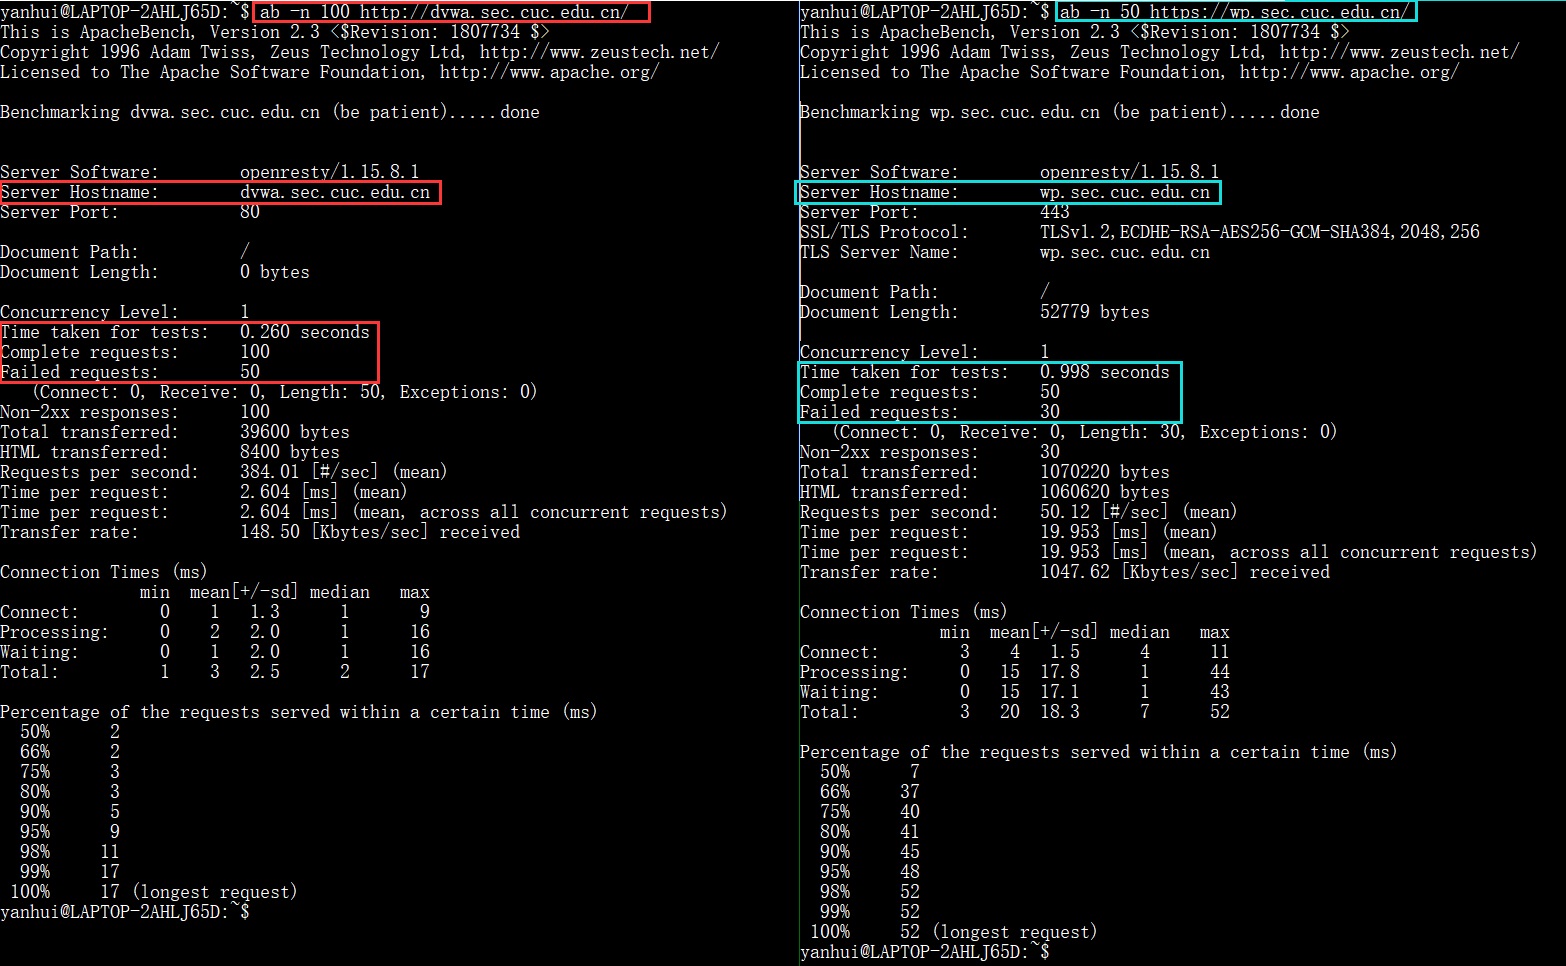 yanhui@LAPTOP-2AHLJ65D:~$ ab -n 100 http://dvwa.sec.cuc.edu.cn/
This is ApacheBench, Version 2.3 <$Revision: 1807734 $>
Copyright 1996 Adam Twiss, Zeus Technology Ltd, http://www.zeustech.net/
Licensed to The Apache Software Foundation, http://www.apache.org/
Benchmarking dvwa.sec.cuc.edu.cn (be patient).....done
Server Software: openresty/1.15.8.1
Server Hostname: dvwa.sec.cuc.edu.cn
Server Port: 80
Document Path: /
Document Length: 0 bytes
Concurrency Level: 1
Time taken for tests: 0.260 seconds
Complete requests: 100
Failed requests: 50
(Connect: 0, Receive: 0, Length: 50, Exceptions: 0)
Non-2xx responses: 100
Total transferred: 39600 bytes
HTML transferred: 8400 bytes
Requests per second: 384.01 [#/sec] (mean)
Time per request: 2.604 [ms] (mean)
Time per request: 2.604 [ms] (mean, across all concurrent requests)
Transfer rate: 148.50 [Kbytes/sec] received
Connection Times (ms)
min mean[+/-sd] median max
Connect: 0 1 1.3 1 9
Processing: 0 2 2.0 1 16
Waiting: 0 1 2.0 1 16
Total: 1 3 2.5 2 17
Percentage of the requests served within a certain time (ms)
50% 2
66% 2
75% 3
80% 3
90% 5
95% 9
98% 11
99% 17
100% 17 (longest request)
yanhui@LAPTOP-2AHLJ65D:~$
yanhui@LAPTOP-2AHLJ65D:~$ ab -n 50 https://wp.sec.cuc.edu.cn/
This is ApacheBench, Version 2.3 <$Revision: 1807734 $>
Copyright 1996 Adam Twiss, Zeus Technology Ltd, http://www.zeustech.net/
Licensed to The Apache Software Foundation, http://www.apache.org/
Benchmarking wp.sec.cuc.edu.cn (be patient).....done
Server Software: openresty/1.15.8.1
Server Hostname: wp.sec.cuc.edu.cn
Server Port: 443
SSL/TLS Protocol: TLSv1.2,ECDHE-RSA-AES256-GCM-SHA384,2048,256
TLS Server Name: wp.sec.cuc.edu.cn
Document Path: /
Document Length: 52779 bytes
Concurrency Level: 1
Time taken for tests: 0.998 seconds
Complete requests: 50
Failed requests: 30
(Connect: 0, Receive: 0, Length: 30, Exceptions: 0)
Non-2xx responses: 30
Total transferred: 1070220 bytes
HTML transferred: 1060620 bytes
Requests per second: 50.12 [#/sec] (mean)
Time per request: 19.953 [ms] (mean)
Time per request: 19.953 [ms] (mean, across all concurrent requests)
Transfer rate: 1047.62 [Kbytes/sec] received
Connection Times (ms)
min mean[+/-sd] median max
Connect: 3 4 1.5 4 11
Processing: 0 15 17.8 1 44
Waiting: 0 15 17.1 1 43
Total: 3 20 18.3 7 52
Percentage of the requests served within a certain time (ms)
50% 7
66% 37
75% 40
80% 41
90% 45
95% 48
98% 52
99% 52
100% 52 (longest request)
yanhui@LAPTOP-2AHLJ65D:~$